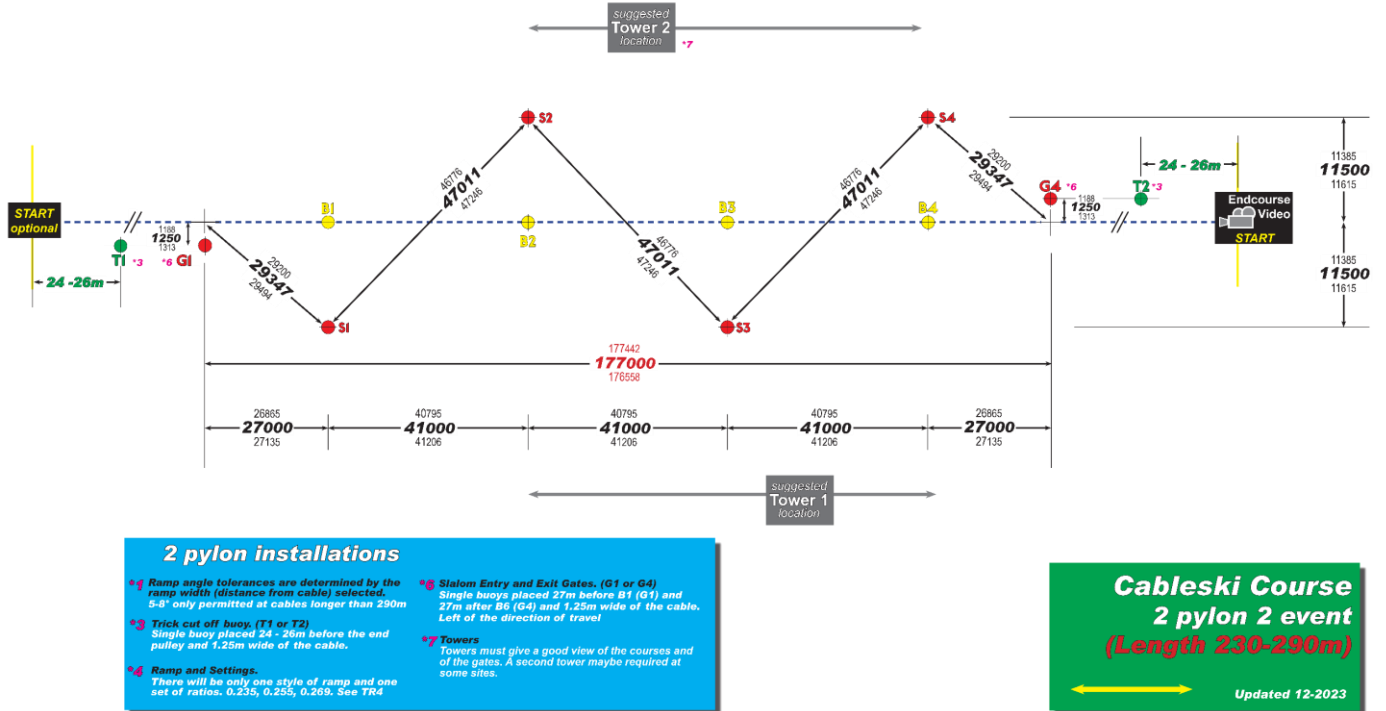 suggested
Tower 2
location
*7
S2
S4
46776
47011
47246
46776
47011
47246
46776
47011
47246
29200
29347
29494
24 - 26m
11385
11500
11615
G4 *6
T2 *3
1188
1250
1313
START
optional
B1
B2
B3
B4
Endcourse
Video
START
1188
1250
1313
T1 *3
*6 G1
24 -26m
29200
29347
29494
11385
11500
11615
S1
S3
177442
177000
176558
26865
27000
27135
40795
41000
41206
40795
41000
41206
40795
41000
41206
26865
27000
27135
suggested
Tower 1
location
2 pylon installations
*1 Ramp angle tolerances are determined by the
ramp width (distance from cable) selected.
5-8° only permitted at cables longer than 290m
*3 Trick cut off buoy. (T1 or T2)
Single buoy placed 24 - 26m before the end
pulley and 1.25m wide of the cable.
*4 Ramp and Settings.
There will be only one style of ramp and one
set of ratios. 0.235, 0.255, 0.269. See TR4
*6 Slalom Entry and Exit Gates. (G1 or G4)
Single buoys placed 27m before B1 (G1) and
27m after B6 (G4) and 1.25m wide of the cable.
Left of the direction of travel
*7 Towers
Towers must give a good view of the courses and
of the gates. A second tower maybe required at
some sites.
Cableski Course
2 pylon 2 event
(Length 230-290m)
Updated 12-2023